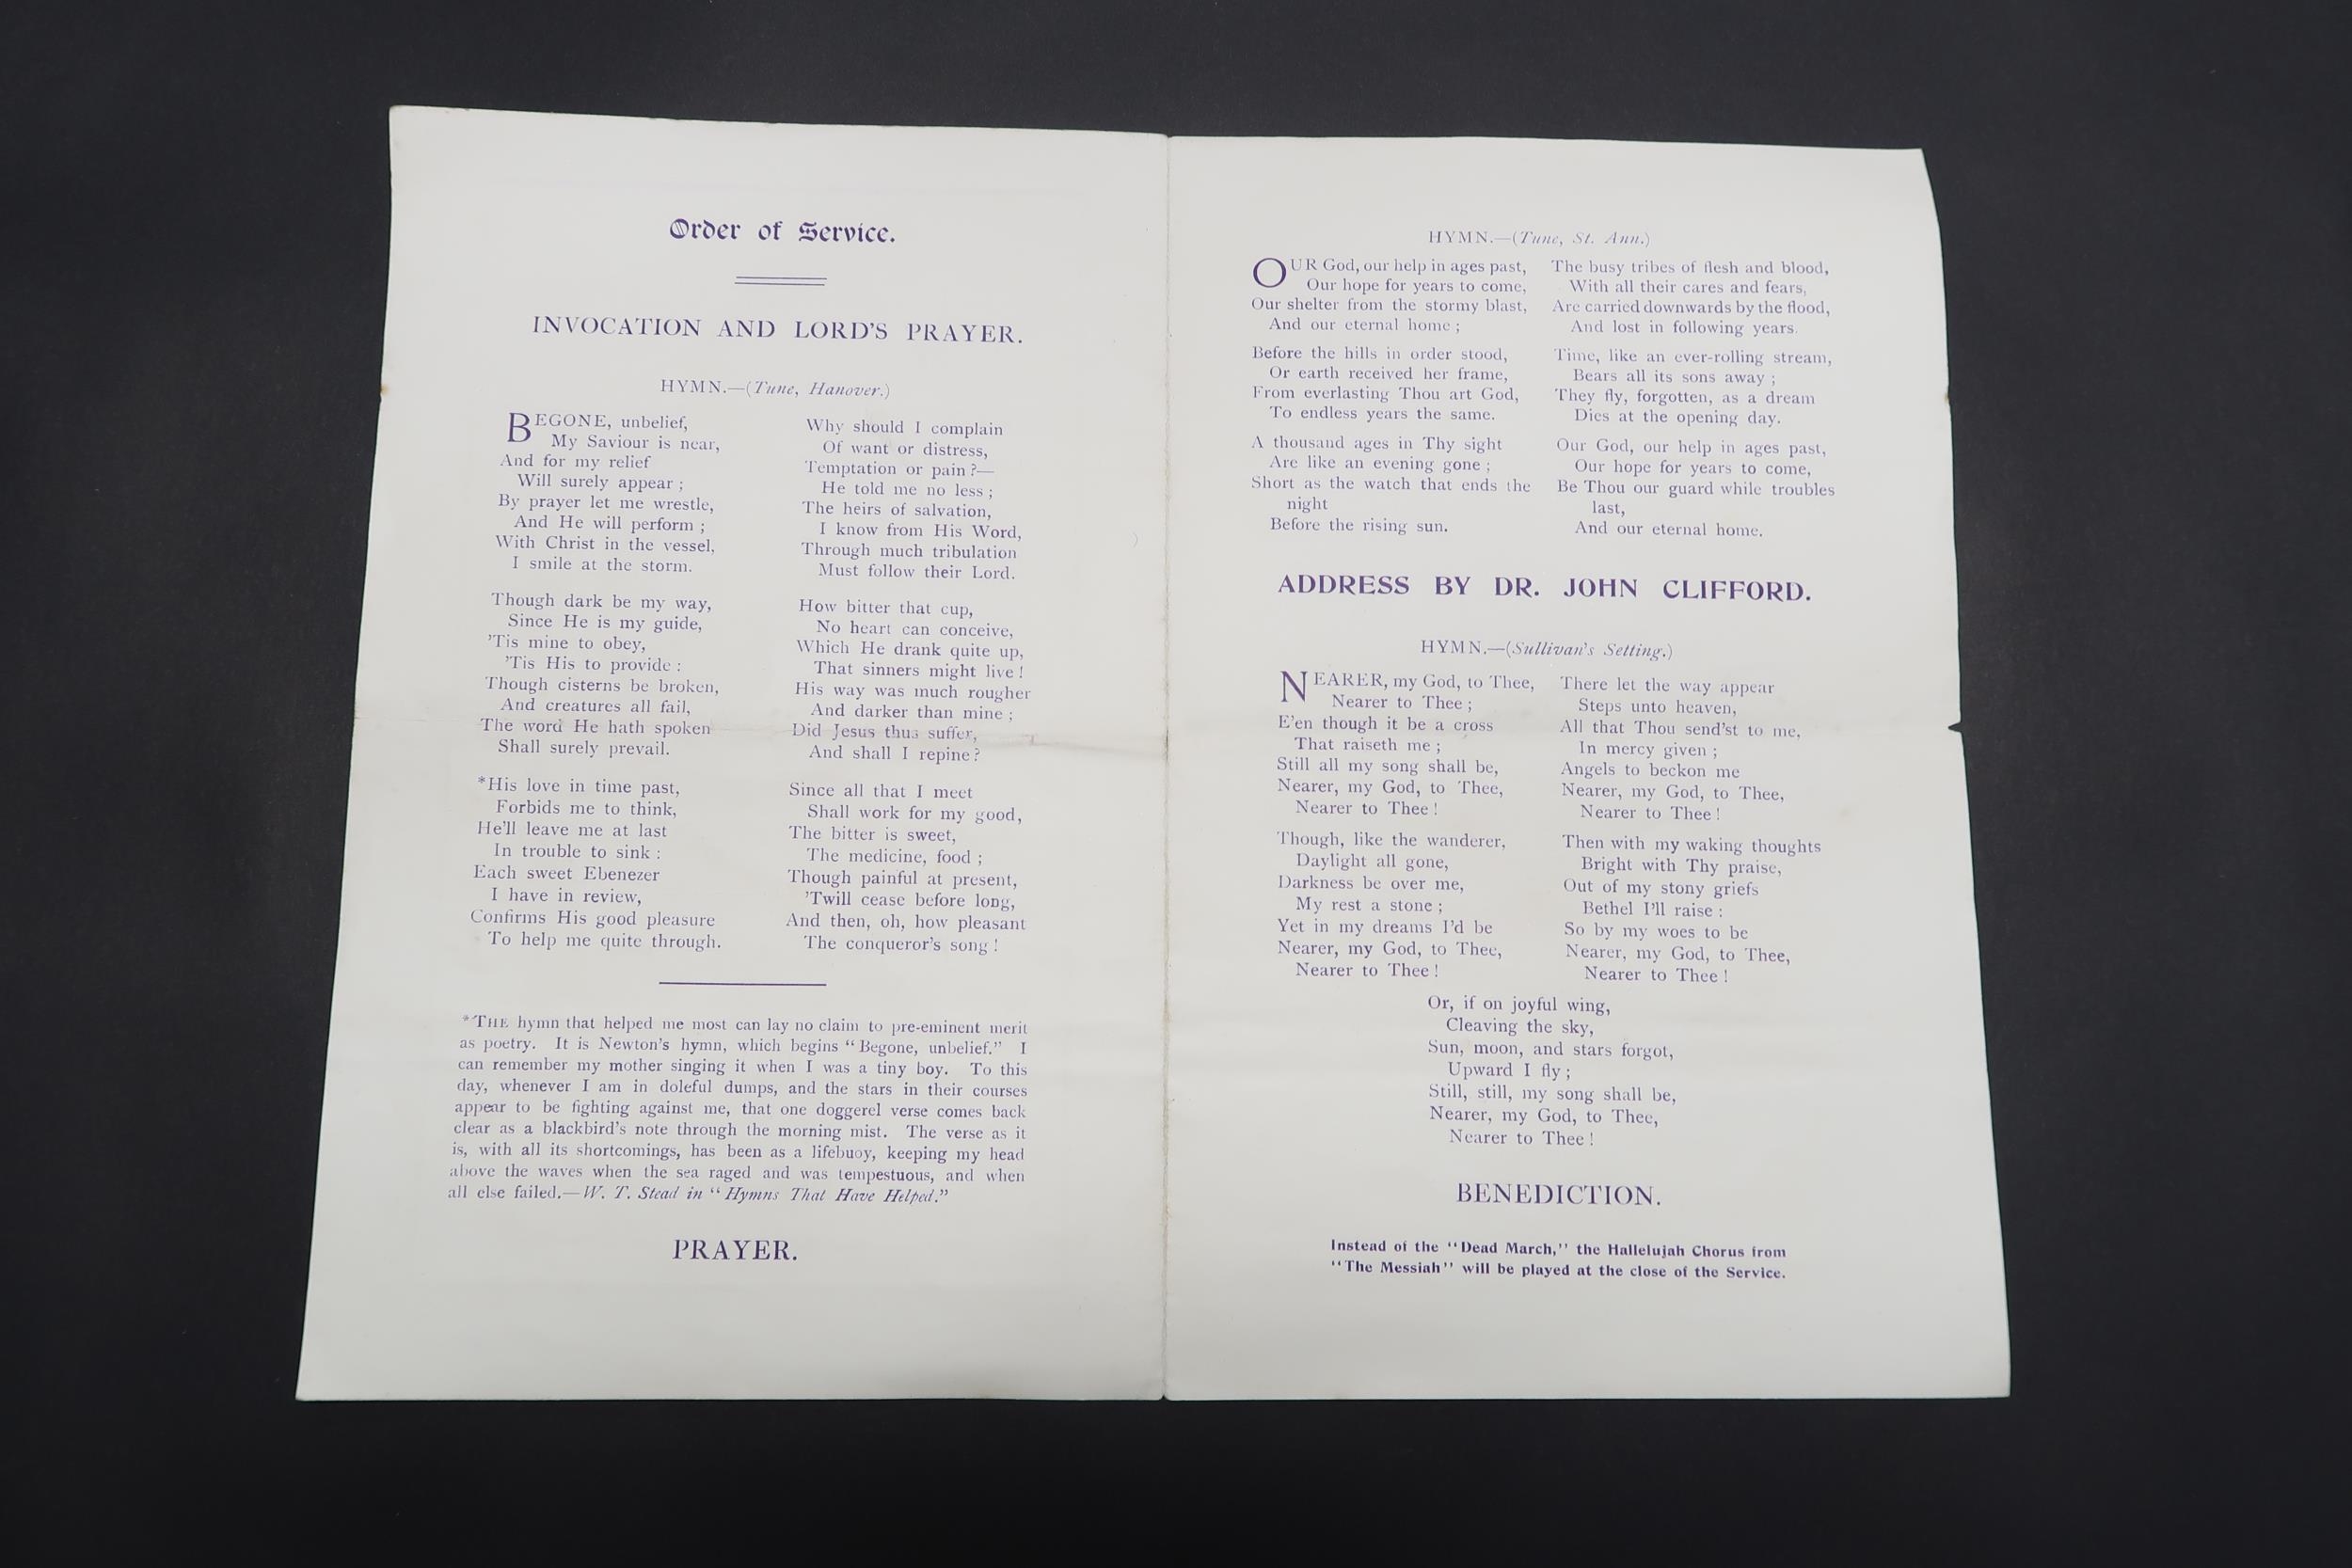 Order of Service.
INVOCATION AND LORD'S PRAYER.
HYMN.—(Tune, Hanover.)
BEGONE, unbelief,
My Saviour is near,
And for my relief
Will surely appear ;
By prayer let me wrestle,
And He will perform ;
With Christ in the vessel,
I smile at the storm.
Though dark be my way,
Since He is my guide,
'Tis mine to obey,
'Tis His to provide :
Though cisterns be broken,
And creatures all fail,
The word He hath spoken
Shall surely prevail.
*His love in time past,
Forbids me to think,
He'll leave me at last
In trouble to sink :
Each sweet Ebenezer
I have in review,
Confirms His good pleasure
To help me quite through.
Why should I complain
Of want or distress,
Temptation or pain ?—
He told me no less ;
The heirs of salvation,
I know from His Word,
Through much tribulation
Must follow their Lord.
How bitter that cup,
No heart can conceive,
Which He drank quite up,
That sinners might live !
His way was much rougher
And darker than mine ;
Did Jesus thus suffer,
And shall I repine ?
Since all that I meet
Shall work for my good,
The bitter is sweet,
The medicine, food ;
Though painful at present,
'Twill cease before long,
And then, oh, how pleasant
The conqueror's song !
*THE hymn that helped me most can lay no claim to pre-eminent merit
as poetry. It is Newton's hymn, which begins "Begone, unbelief." I
can remember my mother singing it when I was a tiny boy. To this
day, whenever I am in doleful dumps, and the stars in their courses
appear to be fighting against me, that one doggerel verse comes back
clear as a blackbird's note through the morning mist. The verse as it
is, with all its shortcomings, has been as a lifebuoy, keeping my head
above the waves when the sea raged and was tempestuous, and when
all else failed.—W. T. Stead in "Hymns That Have Helped."
PRAYER.
HYMN.—(Tune, St. Ann.)
OUR God, our help in ages past,
Our hope for years to come,
Our shelter from the stormy blast,
And our eternal home ;
Before the hills in order stood,
Or earth received her frame,
From everlasting Thou art God,
To endless years the same.
A thousand ages in Thy sight
Are like an evening gone ;
Short as the watch that ends the
night
Before the rising sun.
The busy tribes of flesh and blood,
With all their cares and fears,
Are carried downwards by the flood,
And lost in following years.
Time, like an ever-rolling stream,
Bears all its sons away ;
They fly, forgotten, as a dream
Dies at the opening day.
Our God, our help in ages past,
Our hope for years to come,
Be Thou our guard while troubles
last,
And our eternal home.
ADDRESS BY DR. JOHN CLIFFORD.
HYMN.—(Sullivan's Setting.)
NEARER, my God, to Thee,
Nearer to Thee ;
E'en though it be a cross
That raiseth me ;
Still all my song shall be,
Nearer, my God, to Thee,
Nearer to Thee !
Though, like the wanderer,
Daylight all gone,
Darkness be over me,
My rest a stone ;
Yet in my dreams I'd be
Nearer, my God, to Thee,
Nearer to Thee !
There let the way appear
Steps unto heaven,
All that Thou send'st to me,
In mercy given ;
Angels to beckon me
Nearer, my God, to Thee,
Nearer to Thee !
Then with my waking thoughts
Bright with Thy praise,
Out of my stony griefs
Bethel I'll raise :
So by my woes to be
Nearer, my God, to Thee,
Nearer to Thee !
Or, if on joyful wing,
Cleaving the sky,
Sun, moon, and stars forgot,
Upward I fly ;
Still, still, my song shall be,
Nearer, my God, to Thee,
Nearer to Thee !
BENEDICTION.
Instead of the "Dead March," the Hallelujah Chorus from
"The Messiah" will be played at the close of the Service.